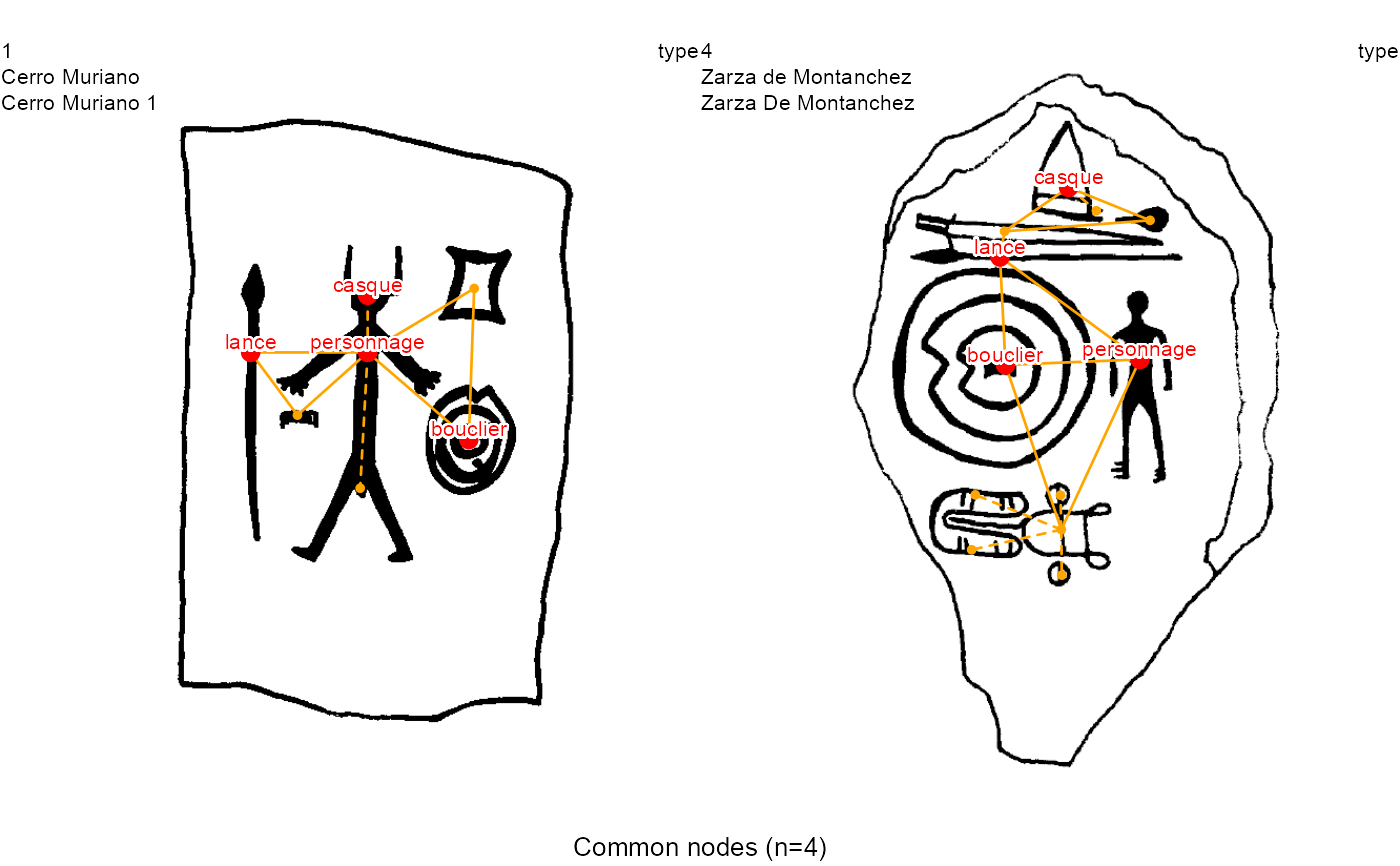 1
Cerro Muriano
Cerro Muriano 1
type
casque
lance
personnage
bouclier
4
Zarza de Montanchez
Zarza De Montanchez
type
casque
lance
bouclier
personnage
Common nodes (n=4)